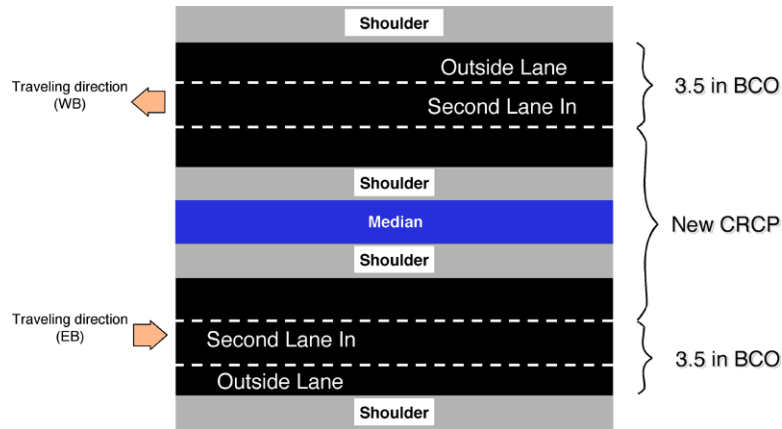 Shoulder
Outside Lane
3.5 in BCO
Traveling direction
(WB)
Second Lane In
Shoulder
Median
New CRCP
Shoulder
Traveling direction
(EB)
Second Lane In
3.5 in BCO
Outside Lane
Shoulder